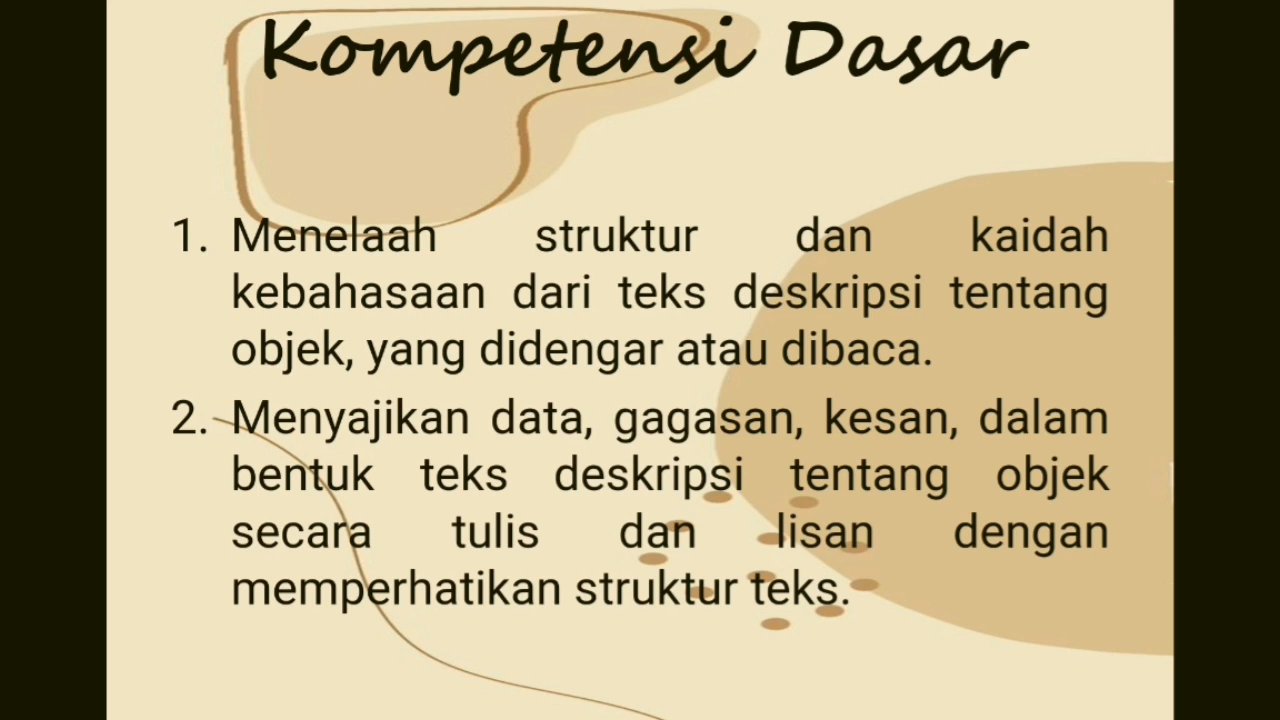 Kompetensi Dasar
1. Menelaah struktur dan kaidah
kebahasaan dari teks deskripsi tentang
objek, yang didengar atau dibaca.
2. Menyajikan data, gagasan, kesan, dalam
bentuk teks deskripsi tentang objek
secara tulis dan lisan dengan
memperhatikan struktur teks.